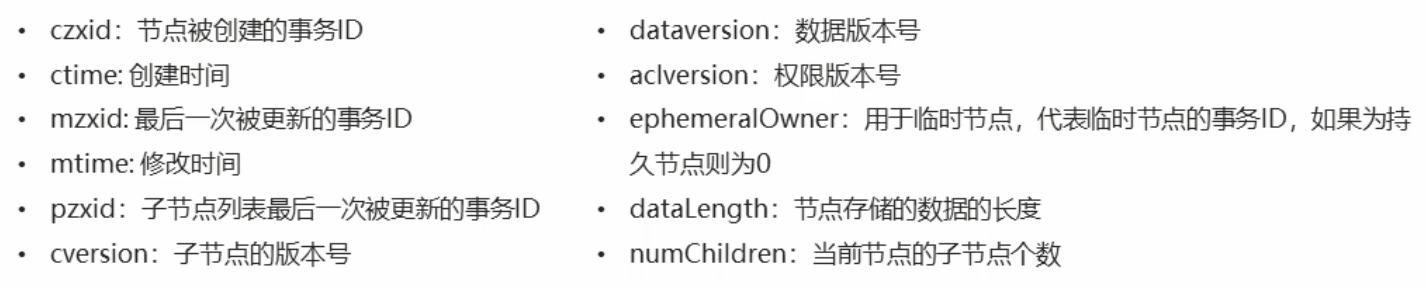 • czxid：节点被创建的事务ID
• ctime: 创建时间
• mzxid: 最后一次被更新的事务ID
• mtime: 修改时间
• pzxid：子节点列表最后一次被更新的事务ID
• cversion：子节点的版本号
• dataversion：数据版本号
• aclversion：权限版本号
• ephemeralOwner：用于临时节点，代表临时节点的事务ID，如果为持
久节点则为0
• dataLength：节点存储的数据的长度
• numChildren：当前节点的子节点个数